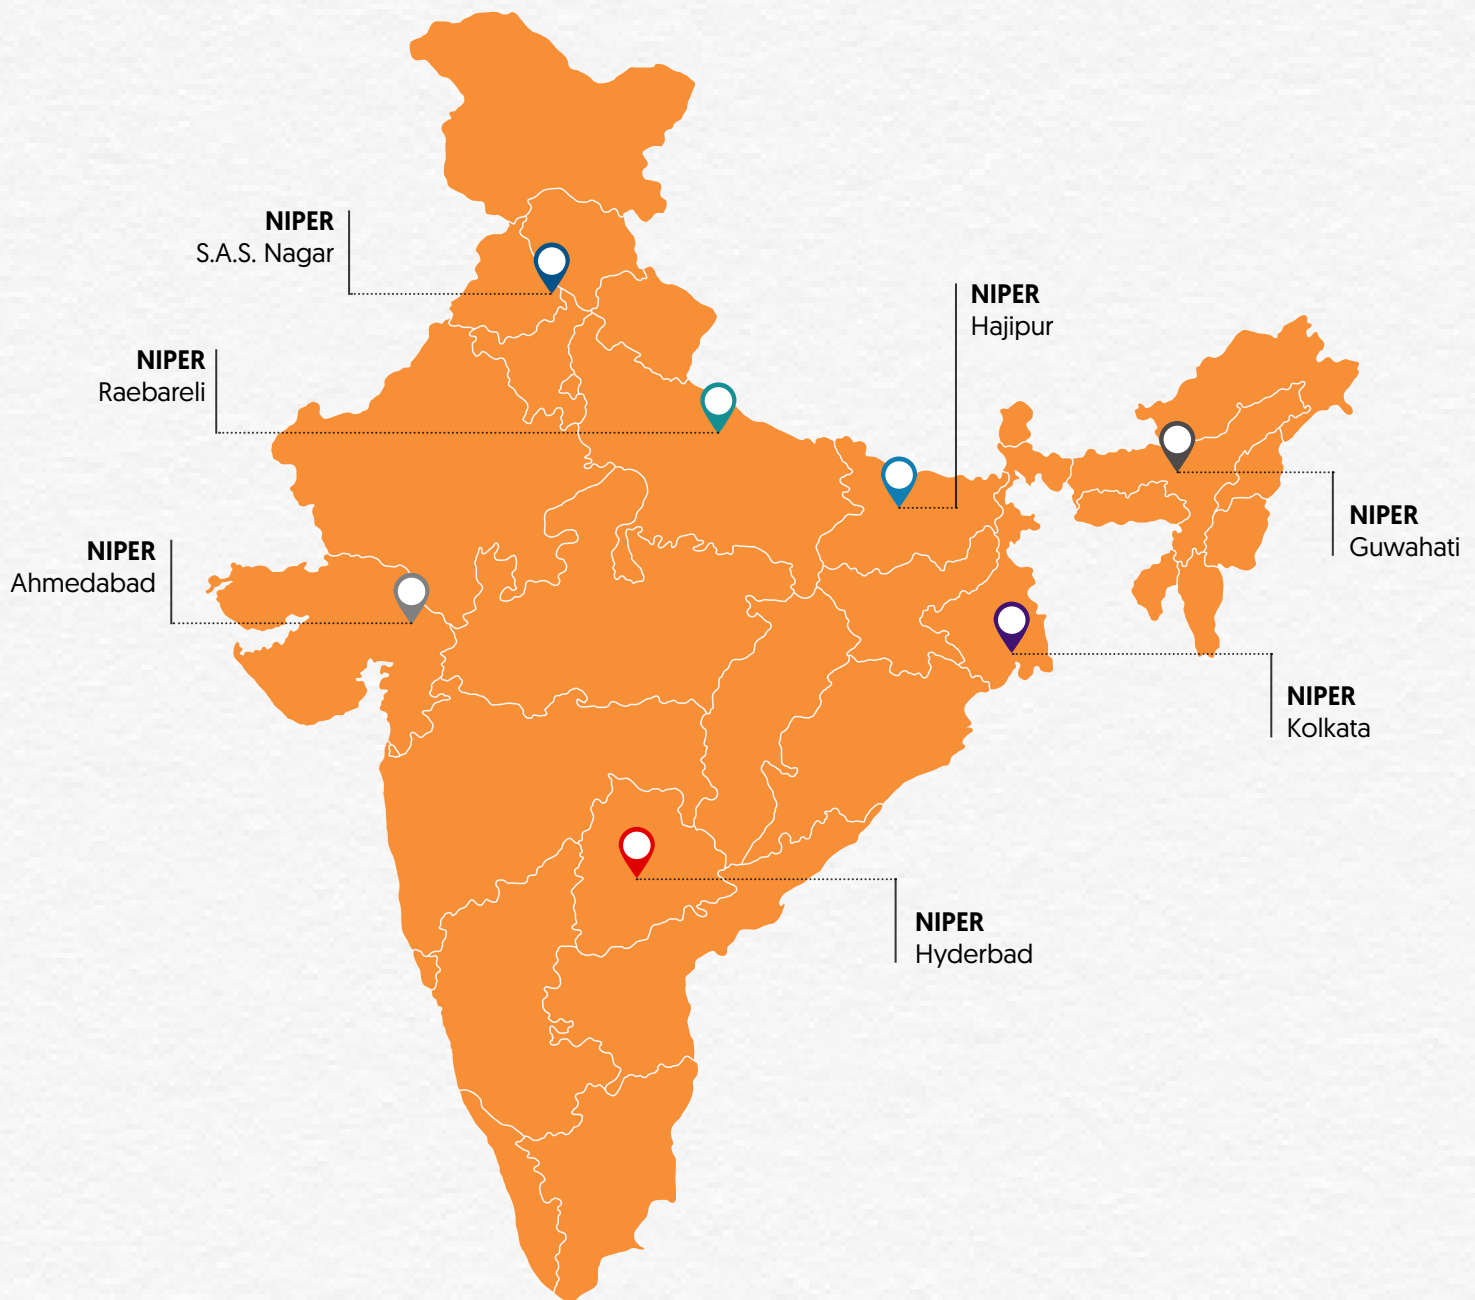 NIPER
S.A.S. Nagar
NIPER
Hajipur
NIPER
Raebareli
NIPER
Guwahati
NIPER
Ahmedabad
NIPER
Kolkata
NIPER
Hyderbad